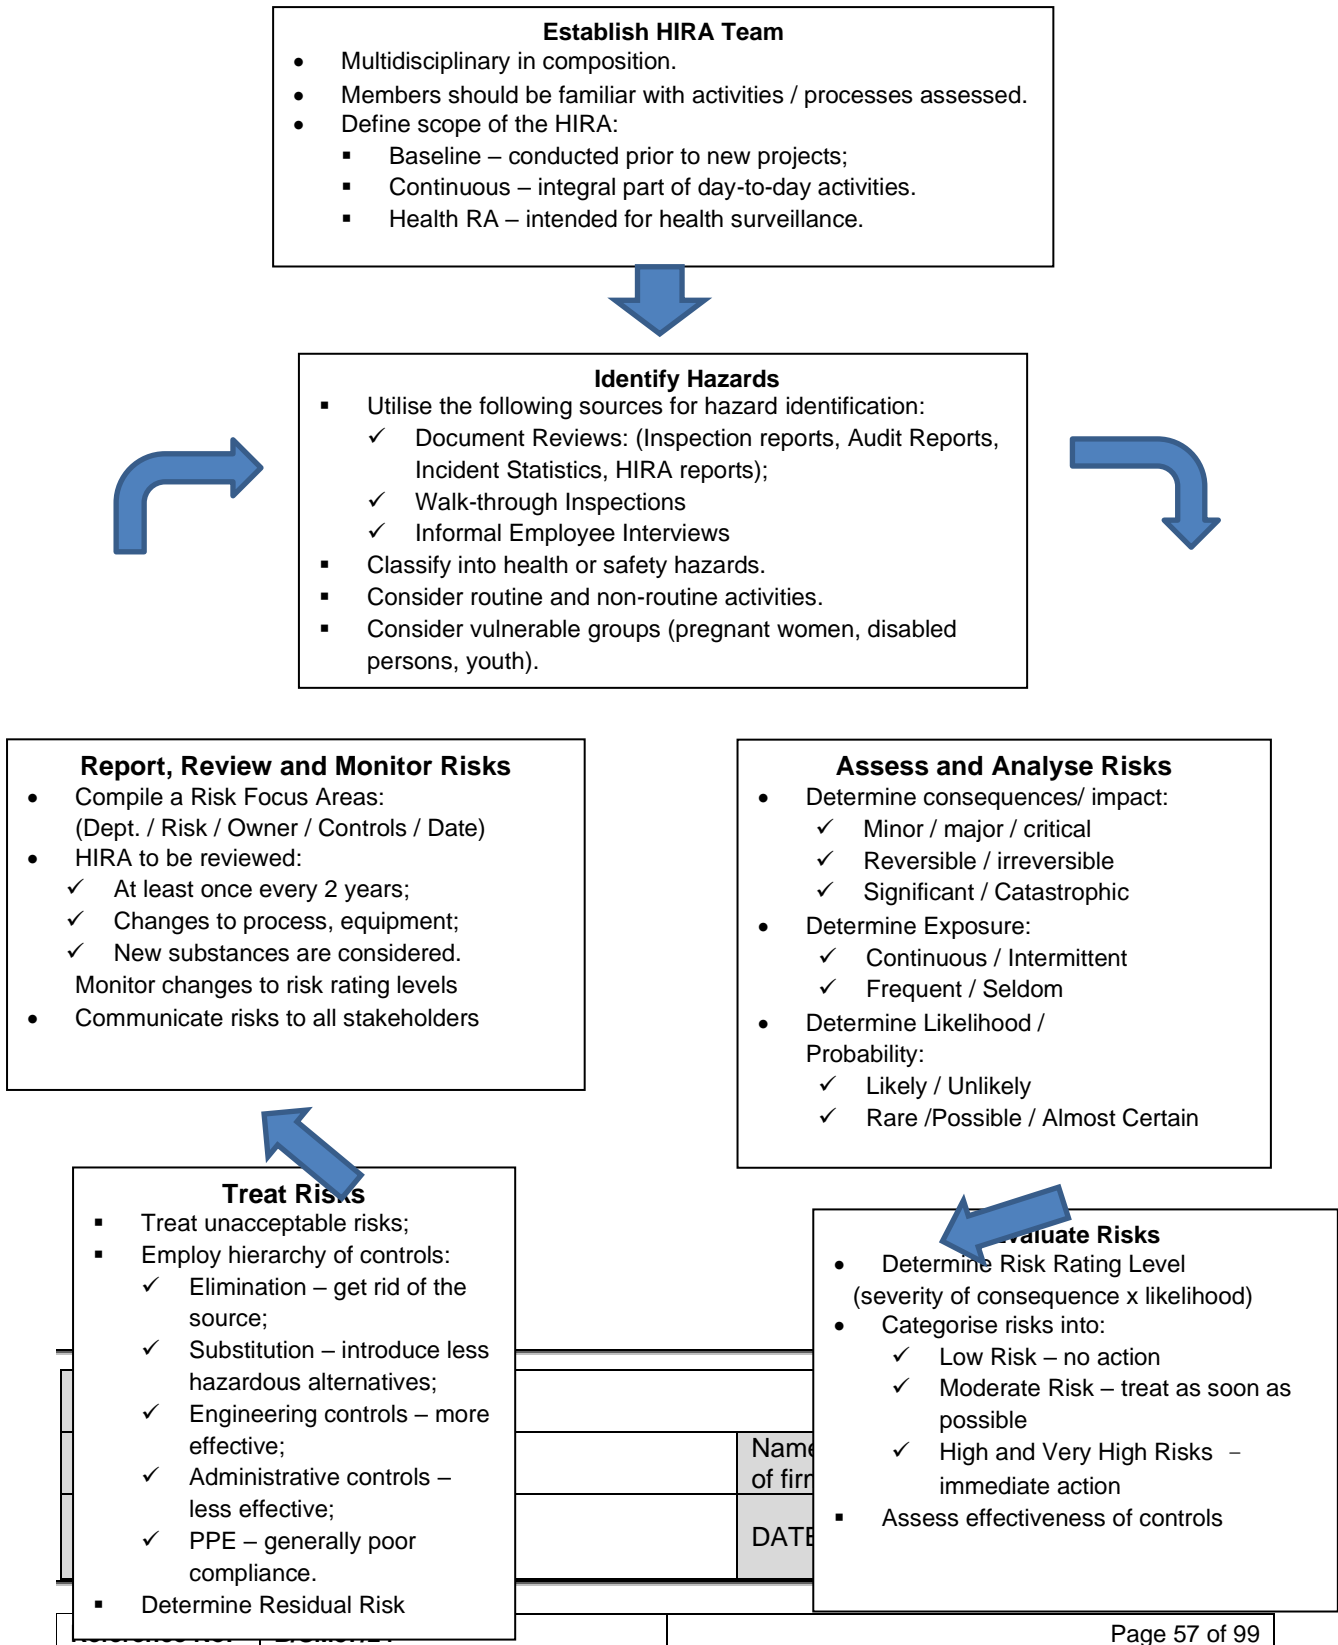 Establish HIRA Team
• Multidisciplinary in composition.
• Members should be familiar with activities / processes assessed.
• Define scope of the HIRA:
▪ Baseline – conducted prior to new projects;
▪ Continuous – integral part of day-to-day activities.
▪ Health RA – intended for health surveillance.
Identify Hazards
▪ Utilise the following sources for hazard identification:
✓ Document Reviews: (Inspection reports, Audit Reports,
Incident Statistics, HIRA reports);
✓ Walk-through Inspections
✓ Informal Employee Interviews
▪ Classify into health or safety hazards.
▪ Consider routine and non-routine activities.
▪ Consider vulnerable groups (pregnant women, disabled
persons, youth).
Report, Review and Monitor Risks
• Compile a Risk Focus Areas:
(Dept. / Risk / Owner / Controls / Date)
• HIRA to be reviewed:
✓ At least once every 2 years;
✓ Changes to process, equipment;
✓ New substances are considered.
Monitor changes to risk rating levels
• Communicate risks to all stakeholders
Assess and Analyse Risks
• Determine consequences/ impact:
✓ Minor / major / critical
✓ Reversible / irreversible
✓ Significant / Catastrophic
• Determine Exposure:
✓ Continuous / Intermittent
✓ Frequent / Seldom
• Determine Likelihood /
Probability:
✓ Likely / Unlikely
✓ Rare /Possible / Almost Certain
Treat Risks
▪ Treat unacceptable risks;
▪ Employ hierarchy of controls:
✓ Elimination – get rid of the
source;
✓ Substitution – introduce less
hazardous alternatives;
✓ Engineering controls – more
effective;
✓ Administrative controls –
less effective;
✓ PPE – generally poor
compliance.
▪ Determine Residual Risk
Evaluate Risks
• Determine Risk Rating Level
(severity of consequence x likelihood)
• Categorise risks into:
✓ Low Risk – no action
✓ Moderate Risk – treat as soon as
possible
✓ High and Very High Risks –
immediate action
▪ Assess effectiveness of controls
Name
of
DATE
Page 57 of 99